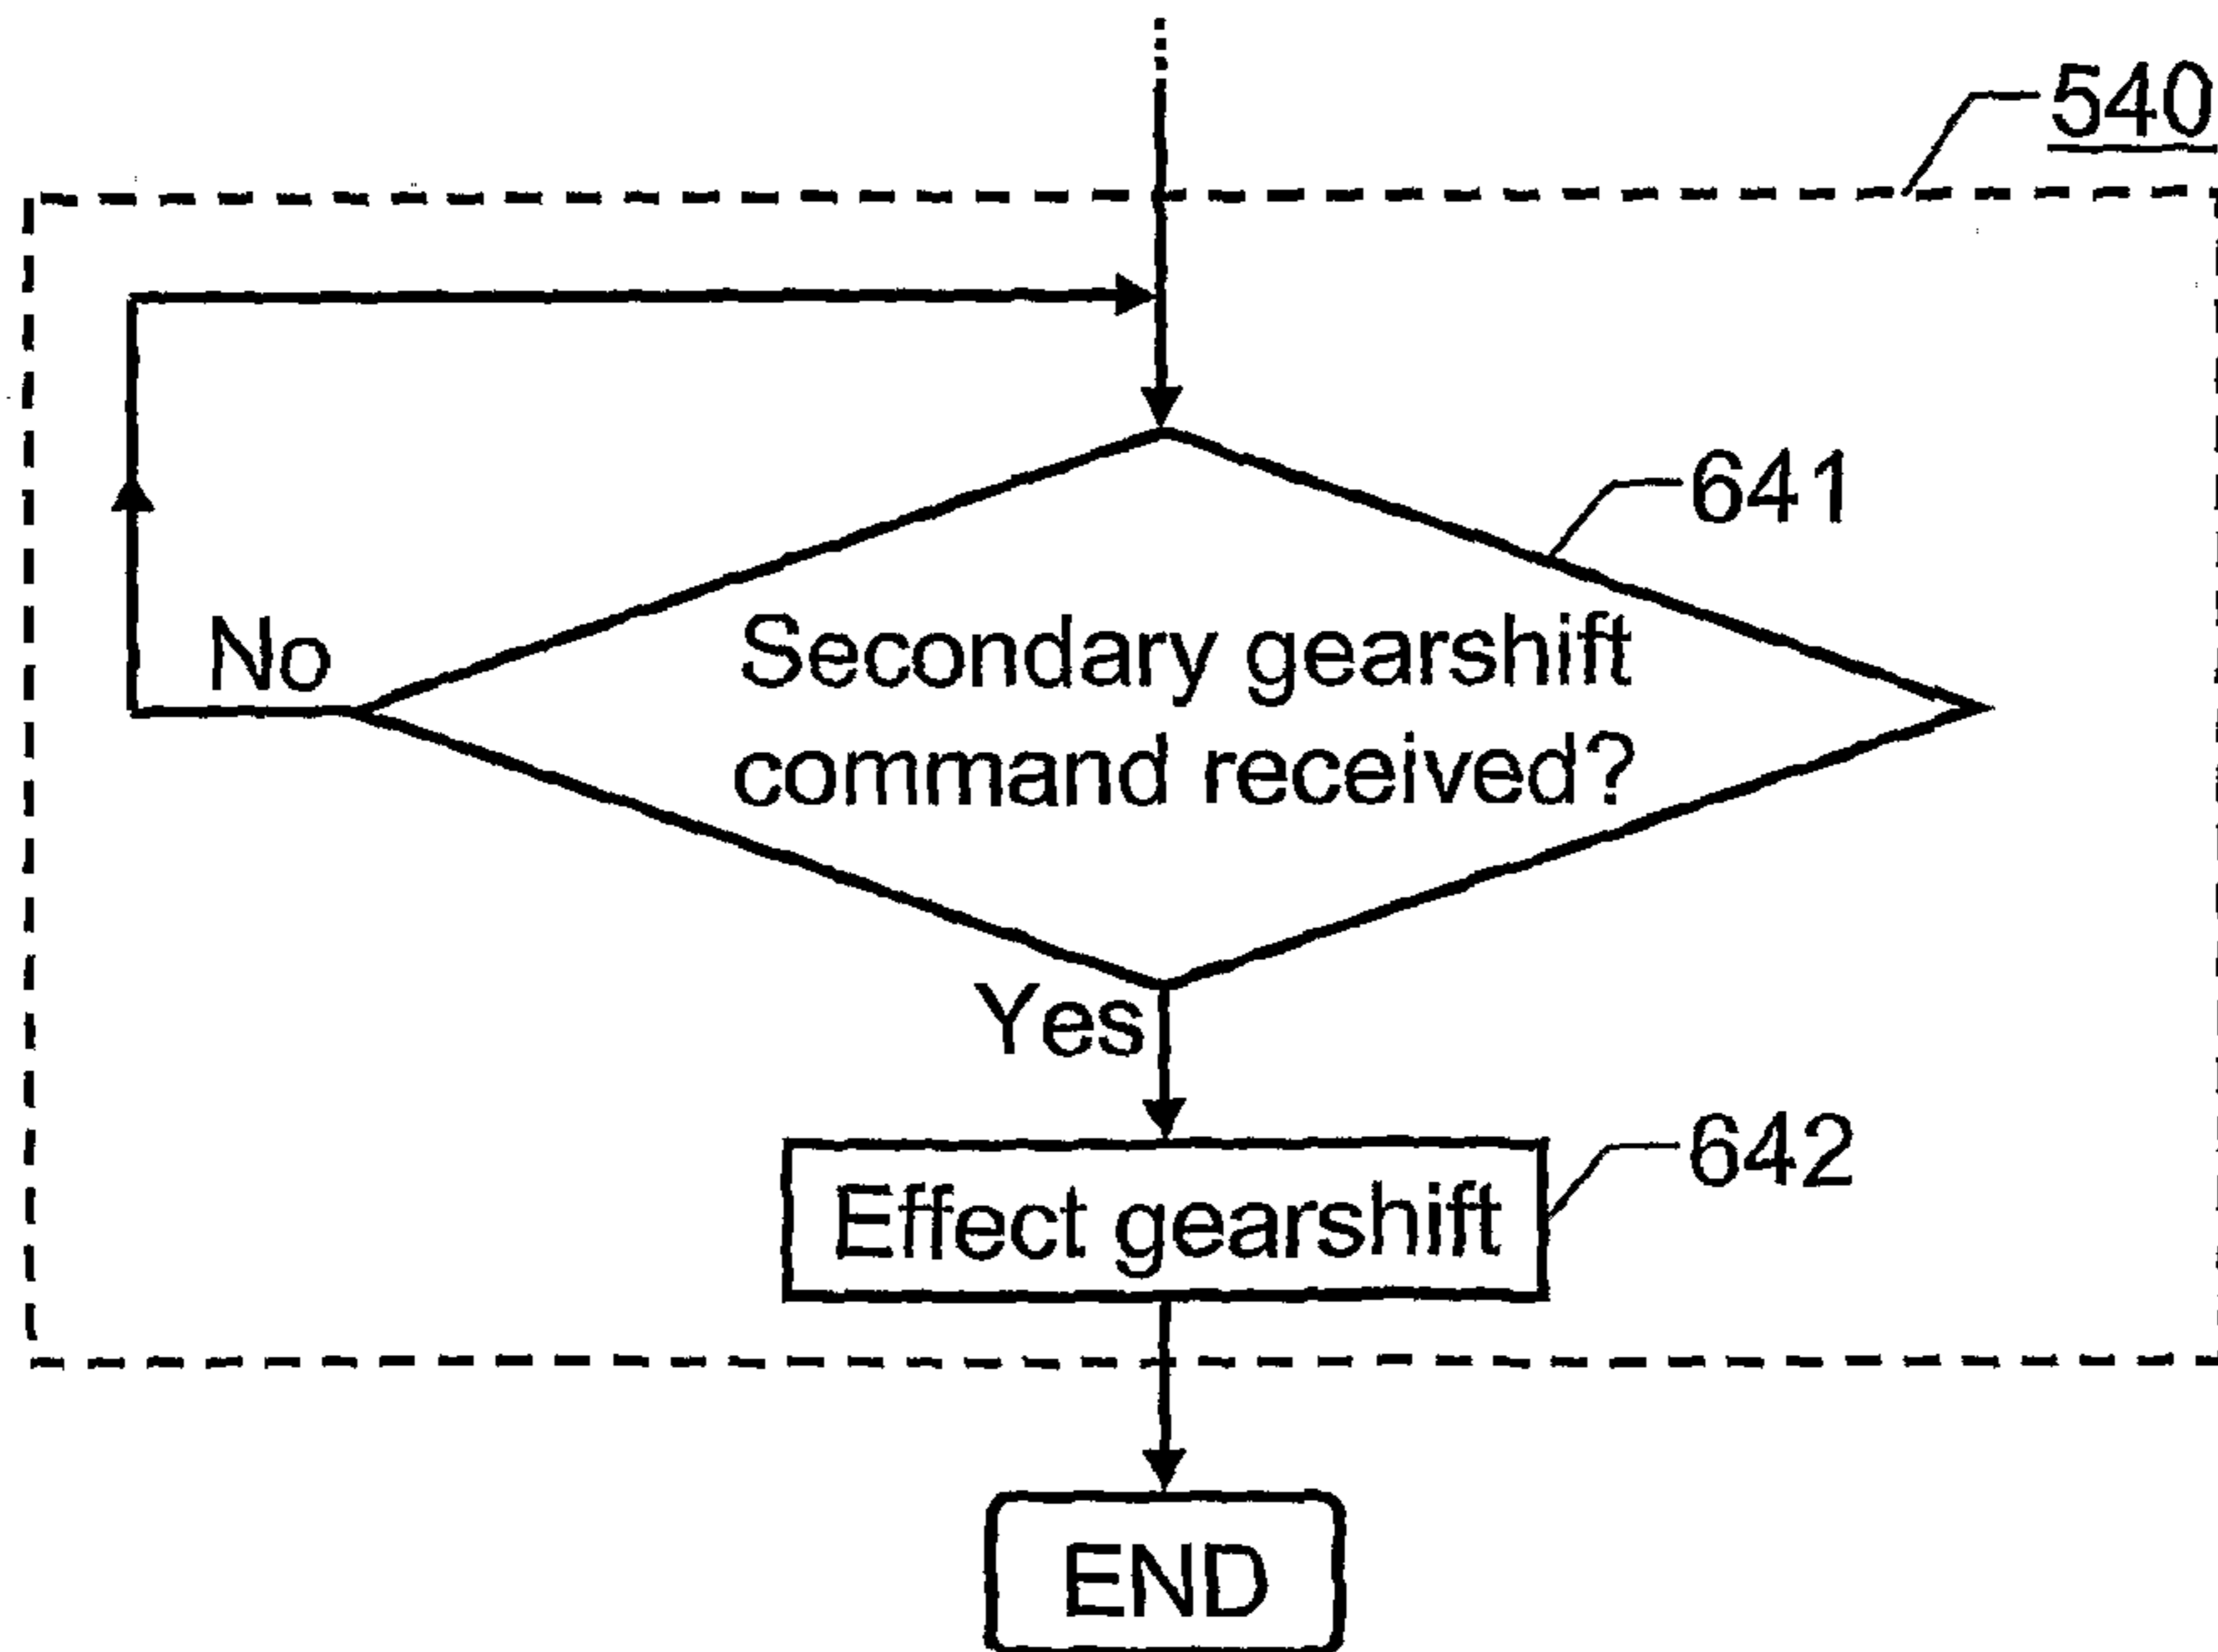 540
641
Secondary gearshift
command received?
No
Yes
642
Effect gearshift
END